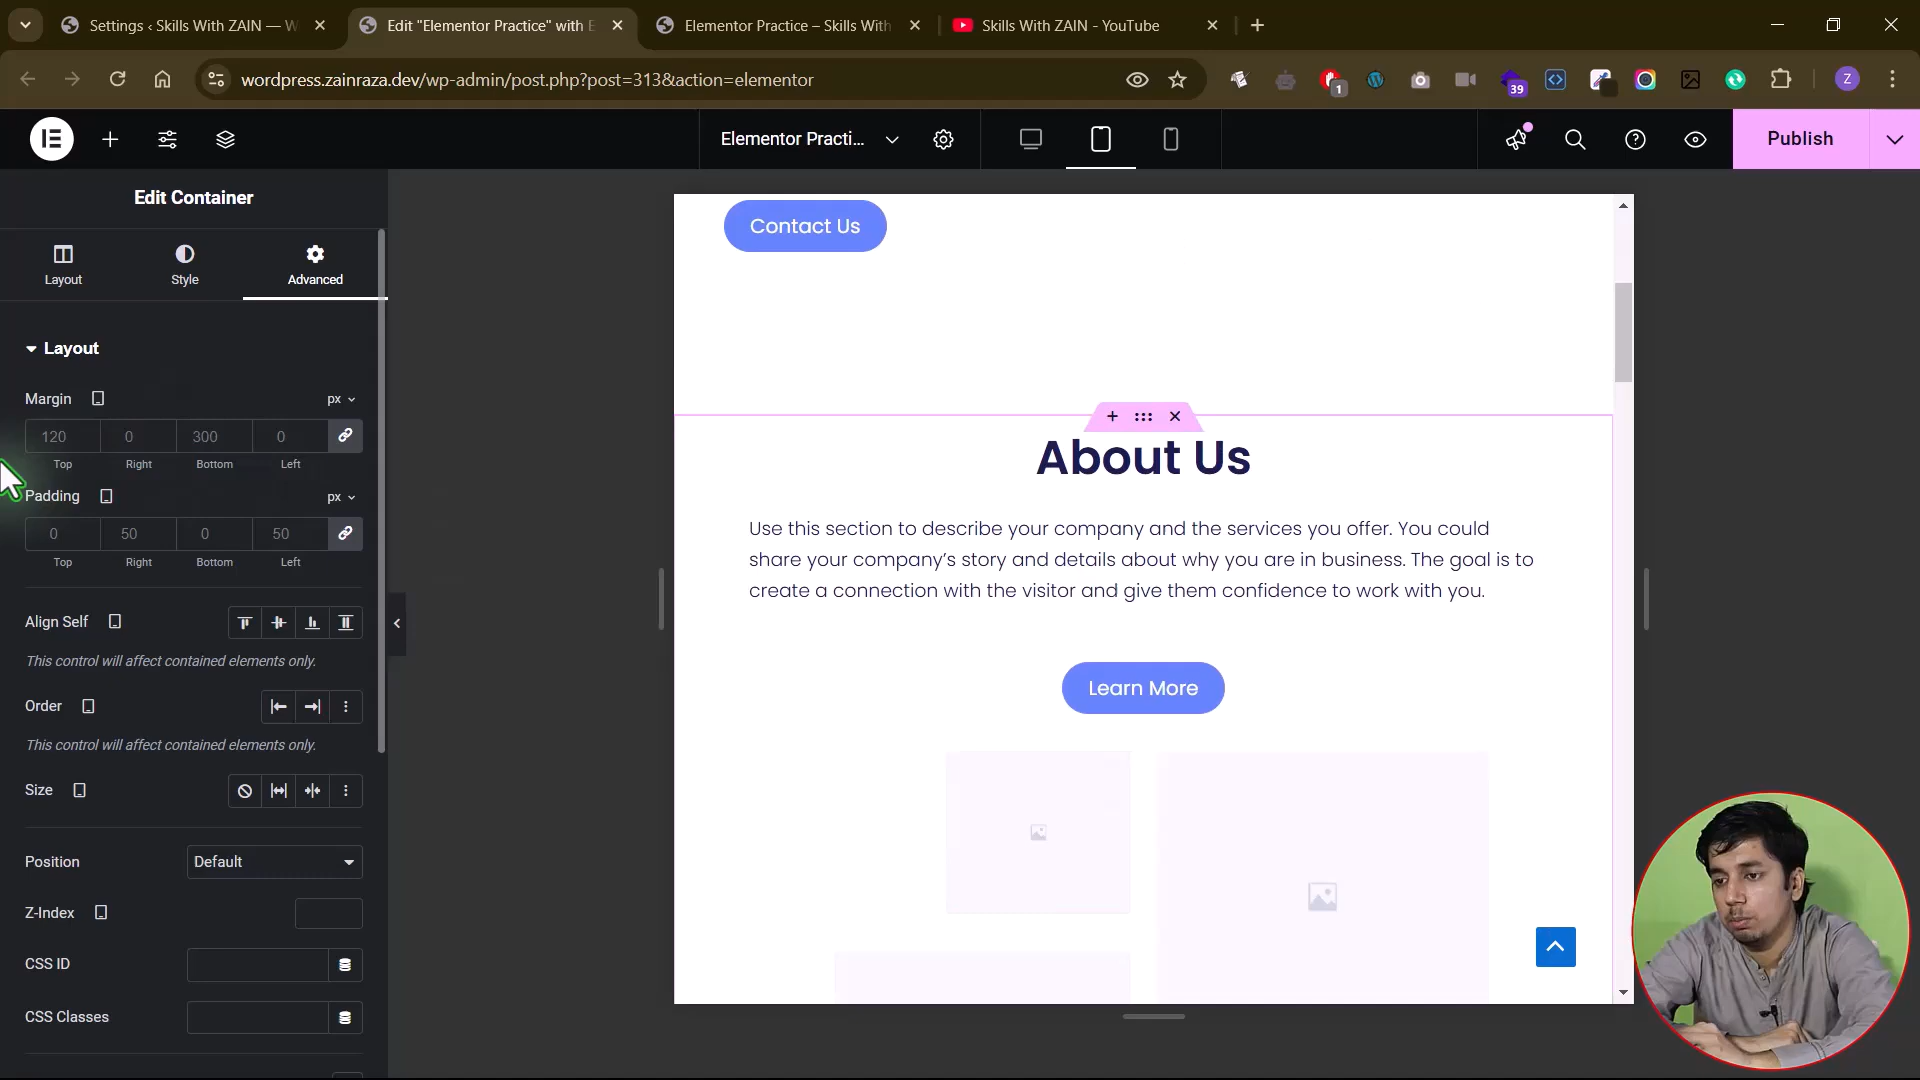 Settings ‹ Skills With ZAIN — W
Edit "Elementor Practice" with E
Elementor Practice – Skills With
Skills With ZAIN - YouTube
wordpress.zainraza.dev/wp-admin/post.php?post=313&action=elementor
1
39
Z
Elementor Practi...
Publish
Edit Container
Layout
Style
Advanced
Layout
Margin
px
120
0
300
0
Top
Right
Bottom
Left
Padding
px
0
50
0
50
Top
Right
Bottom
Left
Align Self
This control will affect contained elements only.
Order
This control will affect contained elements only.
Size
Position
Default
Z-Index
CSS ID
CSS Classes
Contact Us
About Us
Use this section to describe your company and the services you offer. You could
share your company's story and details about why you are in business. The goal is to
create a connection with the visitor and give them confidence to work with you.
Learn More